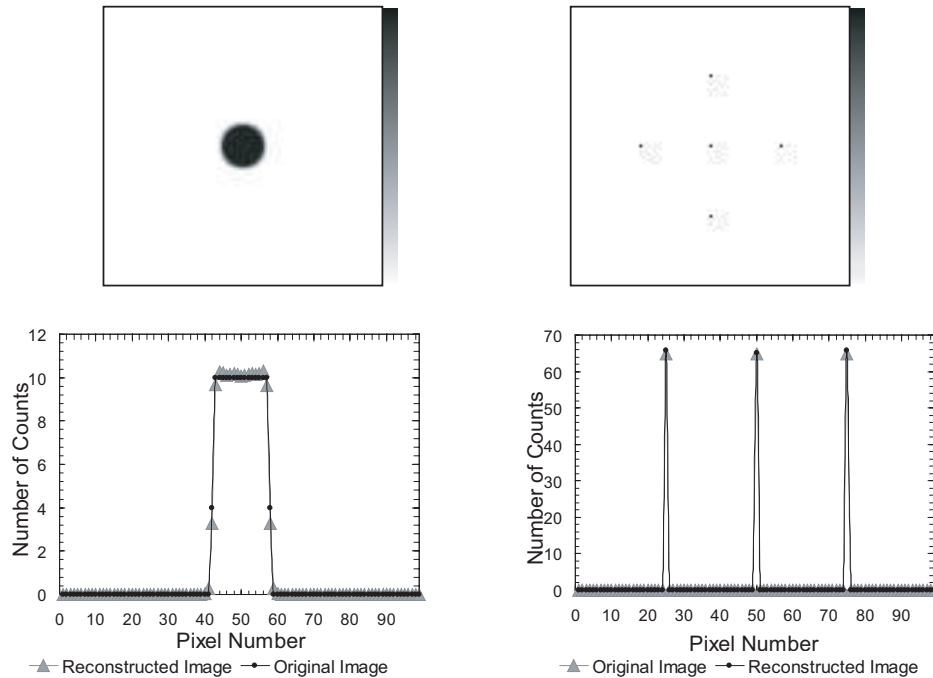 Number of Counts
12
10
8
6
4
2
0
0 10 20 30 40 50 60 70 80 90
Pixel Number
Reconstructed Image Original Image
Number of Counts
70
60
50
40
30
20
10
0
0 10 20 30 40 50 60 70 80 90
Pixel Number
Original Image Reconstructed Image